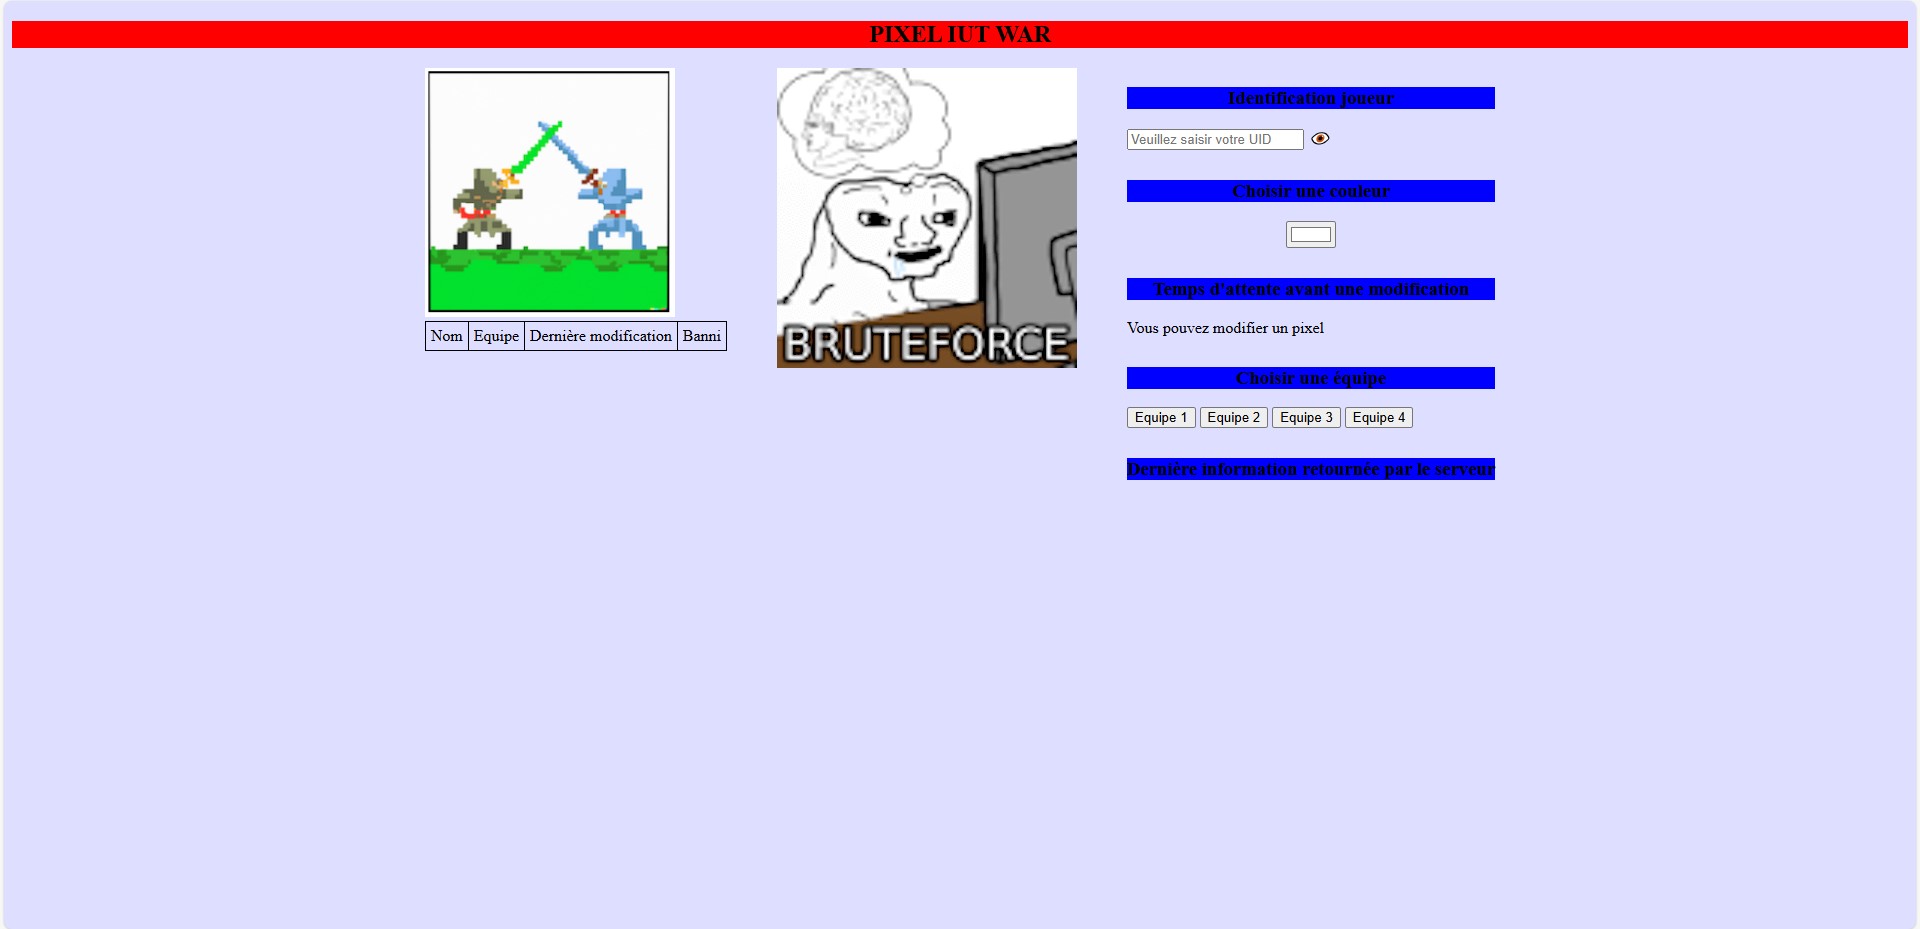 PIXEL IUT WAR
Nom Equipe Dernière modification Banni
BRUTEFORCE
Identification joueur
Veuillez saisir votre UID
Choisir une couleur
Temps d'attente avant une modification
Vous pouvez modifier un pixel
Choisir une équipe
Equipe 1 Equipe 2 Equipe 3 Equipe 4
Dernière information retournée par le serveur